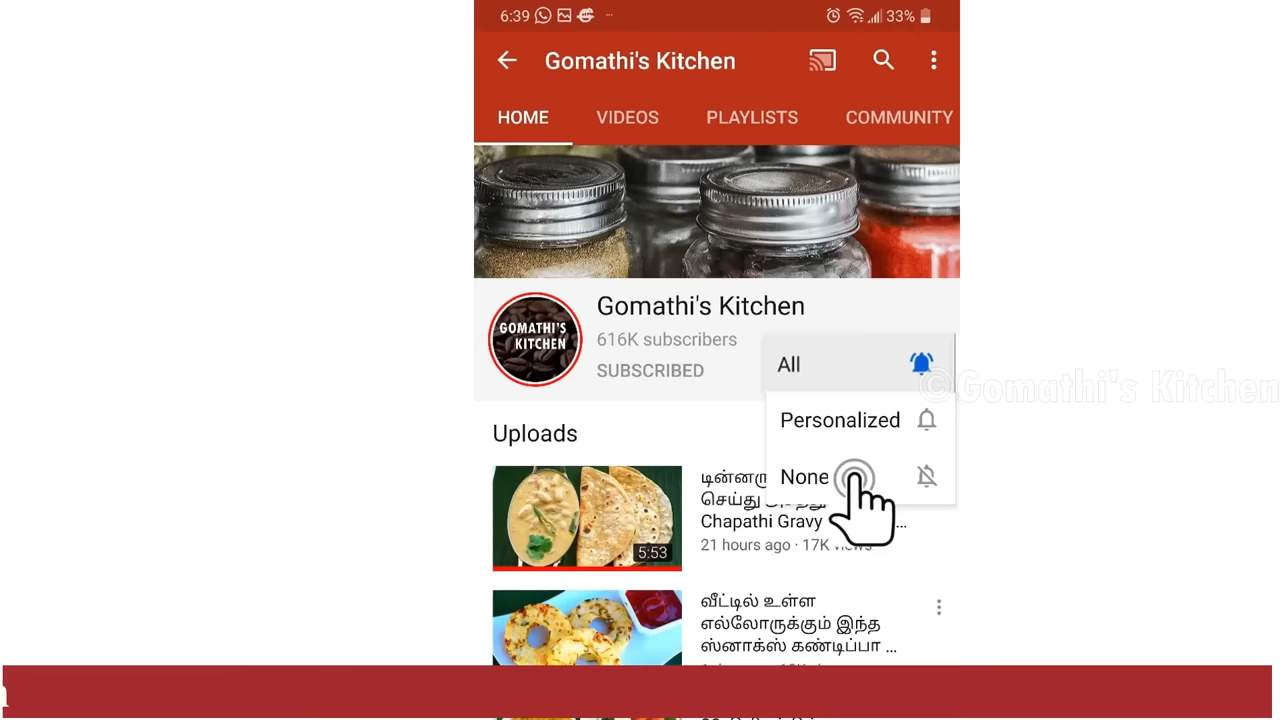 6:39
33%
Gomathi's Kitchen
HOME VIDEOS PLAYLISTS COMMUNITY
Gomathi's Kitchen
GOMATHI'S
KITCHEN
616K subscribers
SUBSCRIBED
All
©Gomathi's Kitchen
Personalized
None
Uploads
செய்து
Chapathi Gravy ...
21 hours ago · 17K views
5:53
வீட்டில் உள்ள
எல்லோருக்கும் இந்த
ஸ்னாக்ஸ் கண்டிப்பா ...